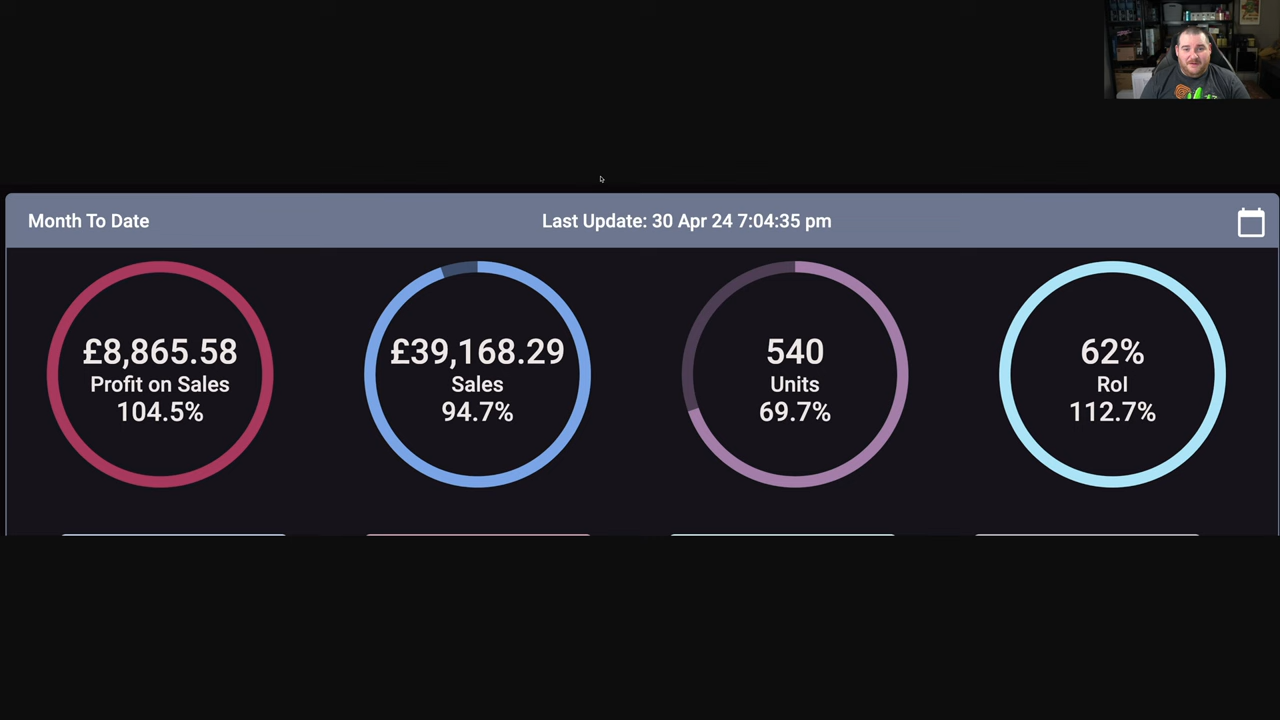 Month To Date
Last Update: 30 Apr 24 7:04:35 pm
£8,865.58
Profit on Sales
104.5%
£39,168.29
Sales
94.7%
540
Units
69.7%
62%
RoI
112.7%